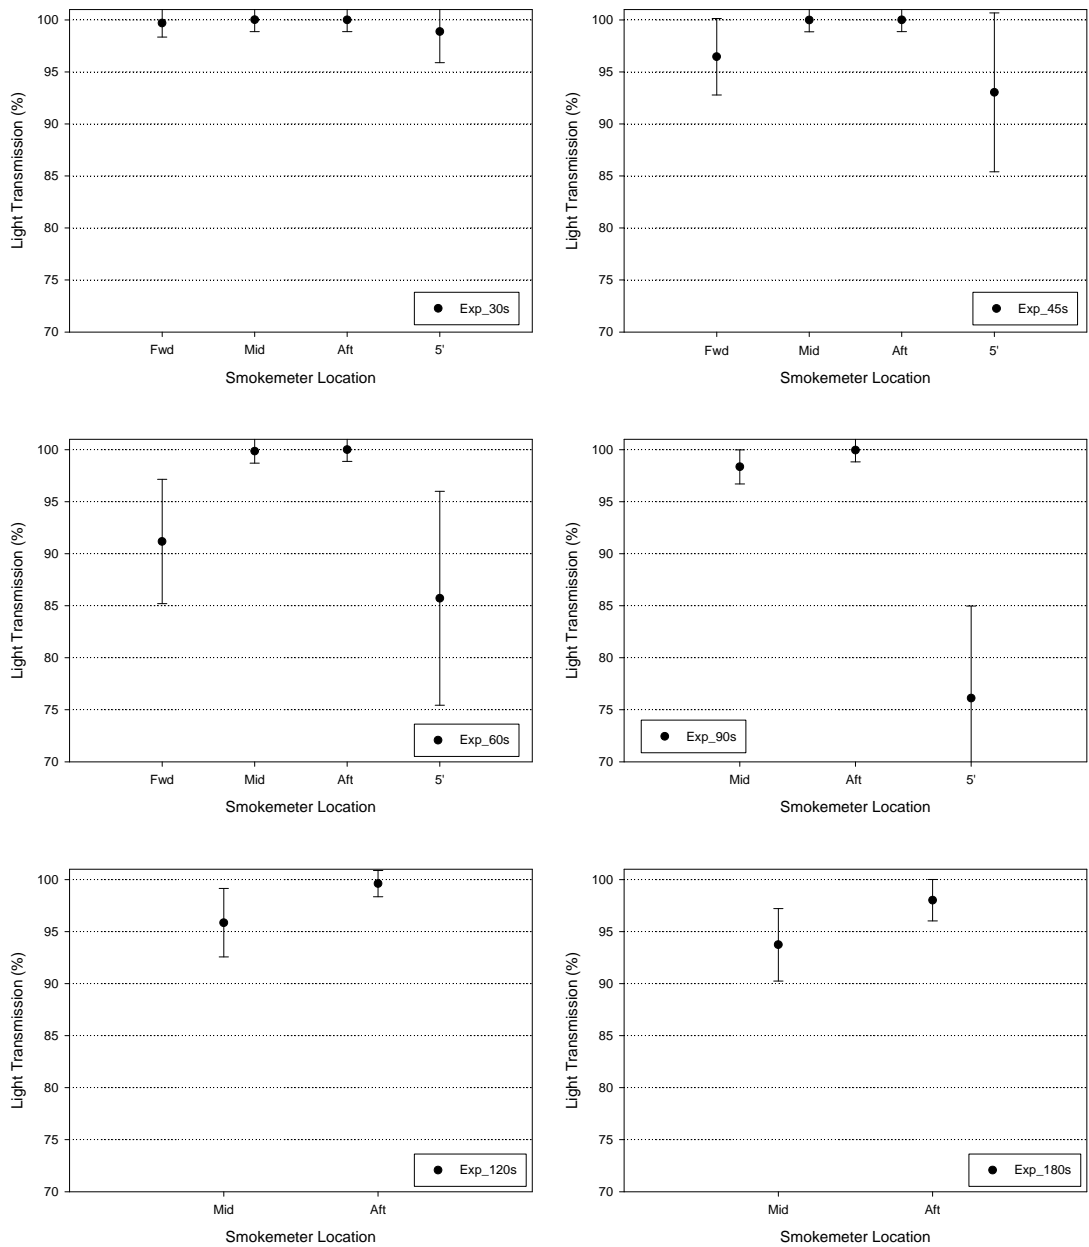 Light Transmission (%)
100
95
90
85
80
75
70
Exp_30s
Fwd Mid Aft 5'
Smokemeter Location
Light Transmission (%)
100
95
90
85
80
75
70
Exp_45s
Fwd Mid Aft 5'
Smokemeter Location
Light Transmission (%)
100
95
90
85
80
75
70
Exp_60s
Fwd Mid Aft 5'
Smokemeter Location
Light Transmission (%)
100
95
90
85
80
75
70
Exp_90s
Mid Aft 5'
Smokemeter Location
Light Transmission (%)
100
95
90
85
80
75
70
Exp_120s
Mid Aft
Smokemeter Location
Light Transmission (%)
100
95
90
85
80
75
70
Exp_180s
Mid Aft
Smokemeter Location